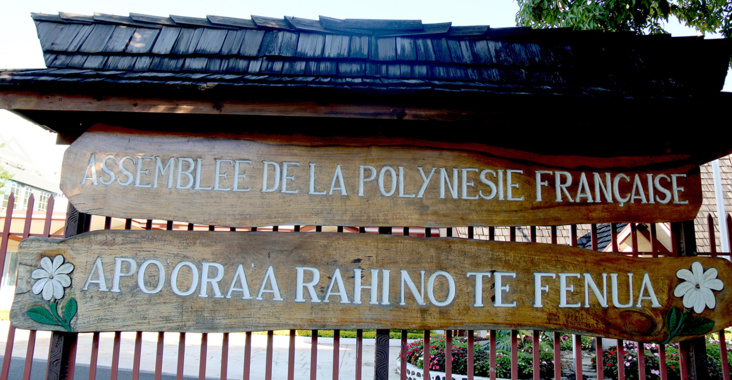 ASSEMBLEE DE LA POLYNESIE FRANÇAISE
APOORA'A RAHI NO TE FENUA